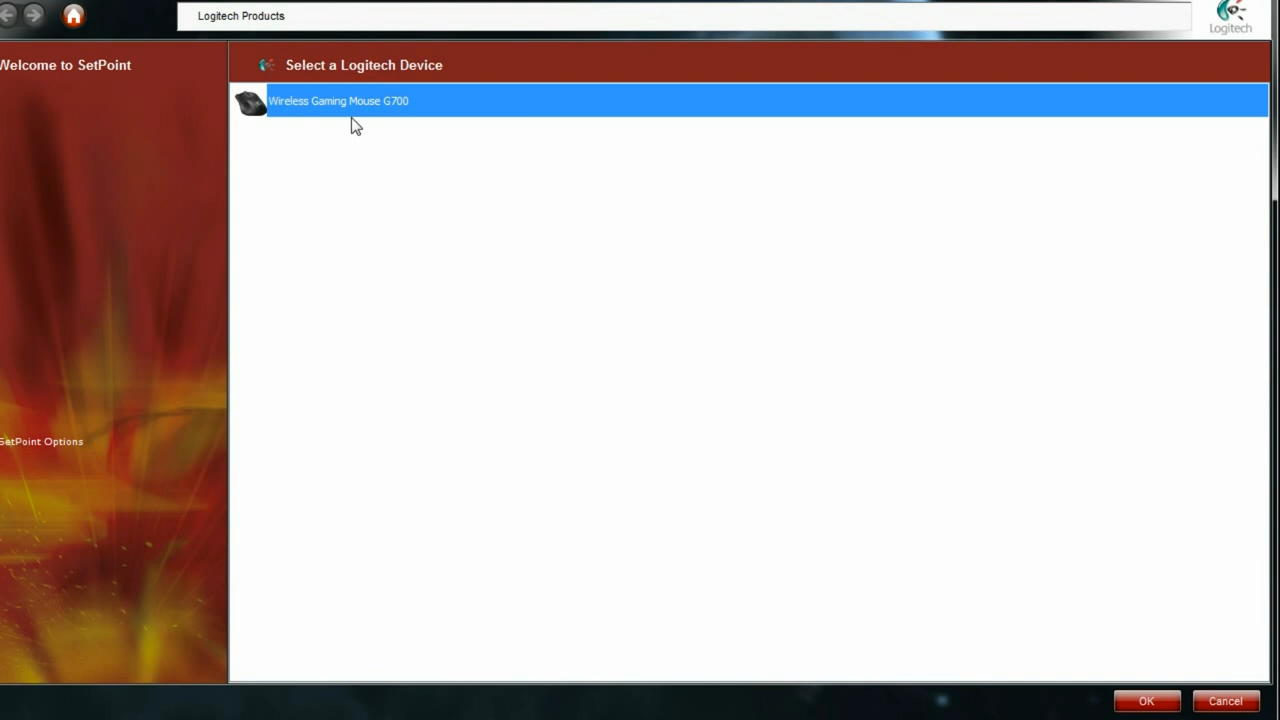 Logitech Products
Logitech
Welcome to SetPoint
Select a Logitech Device
Wireless Gaming Mouse G700
SetPoint Options
OK
Cancel